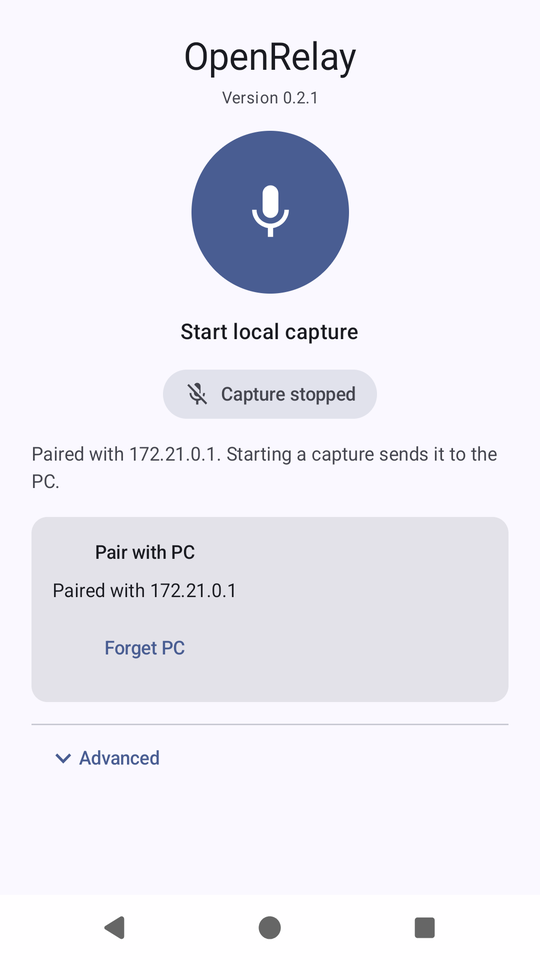 OpenRelay
Version 0.2.1
Start local capture
Capture stopped
Paired with 172.21.0.1. Starting a capture sends it to the
PC.
Pair with PC
Paired with 172.21.0.1
Forget PC
Advanced